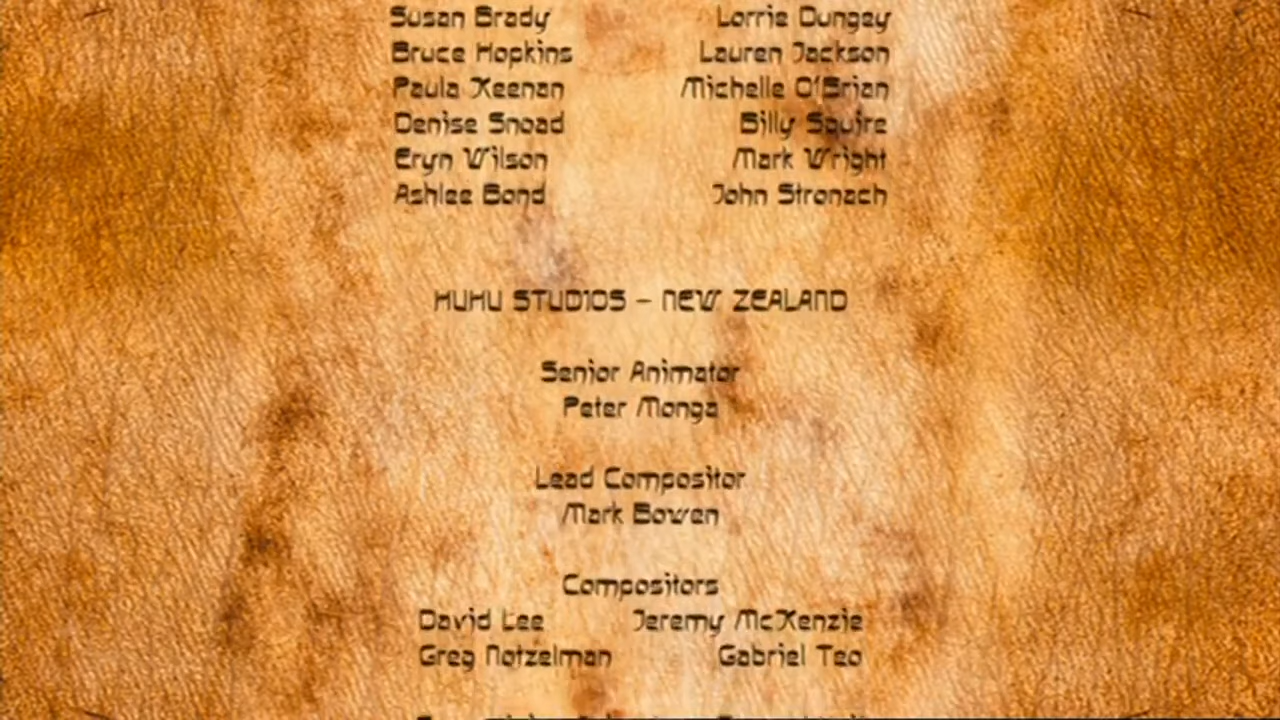 Susan Brady Lorrie Dungey
Bruce Hopkins Lauren Jackson
Paula Keenan Michelle O'Brian
Denise Snoad Billy Squire
Eryn Wilson Mark Wright
Ashlee Bond John Stronach
HUHU STUDIOS – NEW ZEALAND
Senior Animator
Peter Monga
Lead Compositor
Mark Bowen
Compositors
David Lee Jeremy McKenzie
Greg Notzelman Gabriel Teo